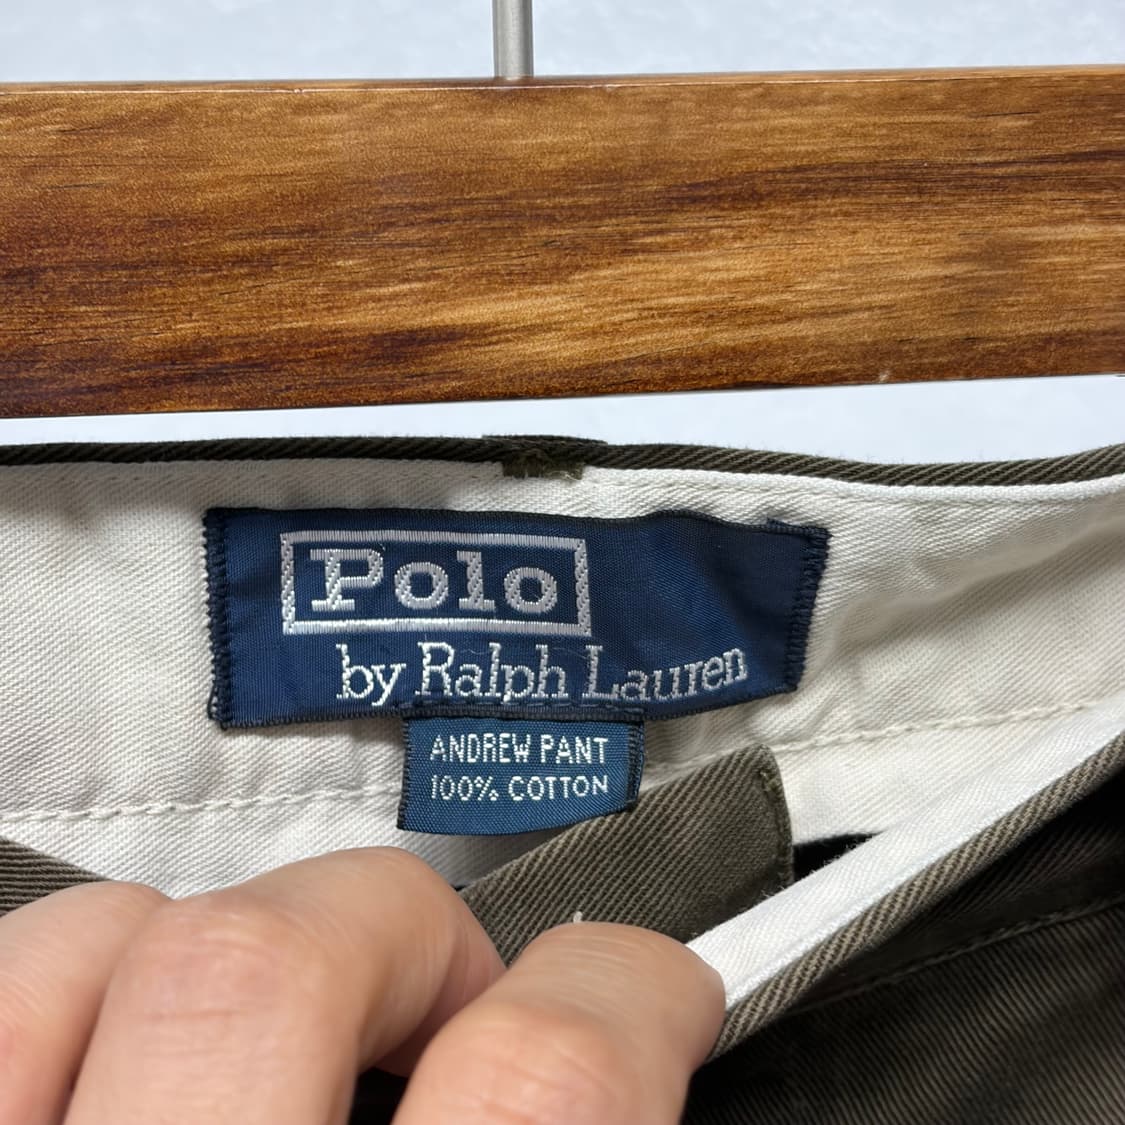 Polo
by Ralph Lauren
ANDREW PANT
100% COTTON